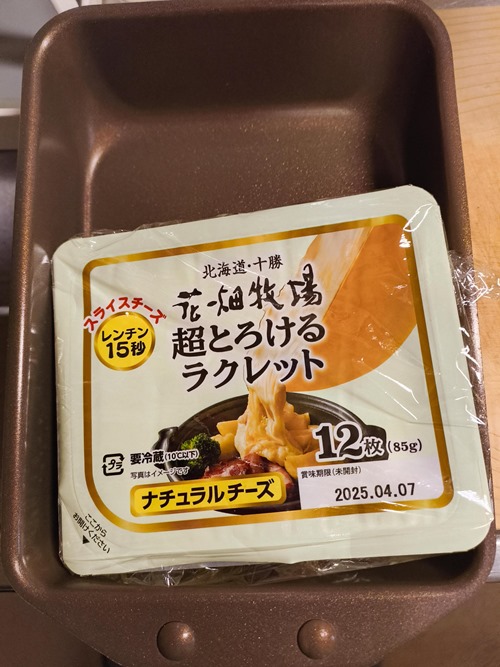 北海道・十勝
花畑牧場
スライスチーズ
レンチン
15秒
超とろける
ラクレット
プラ
要冷蔵(10℃以下)
写真はイメージです
12枚(85g)
賞味期限(未開封)
2025.04.07
ナチュラルチーズ
ここから
お開けください